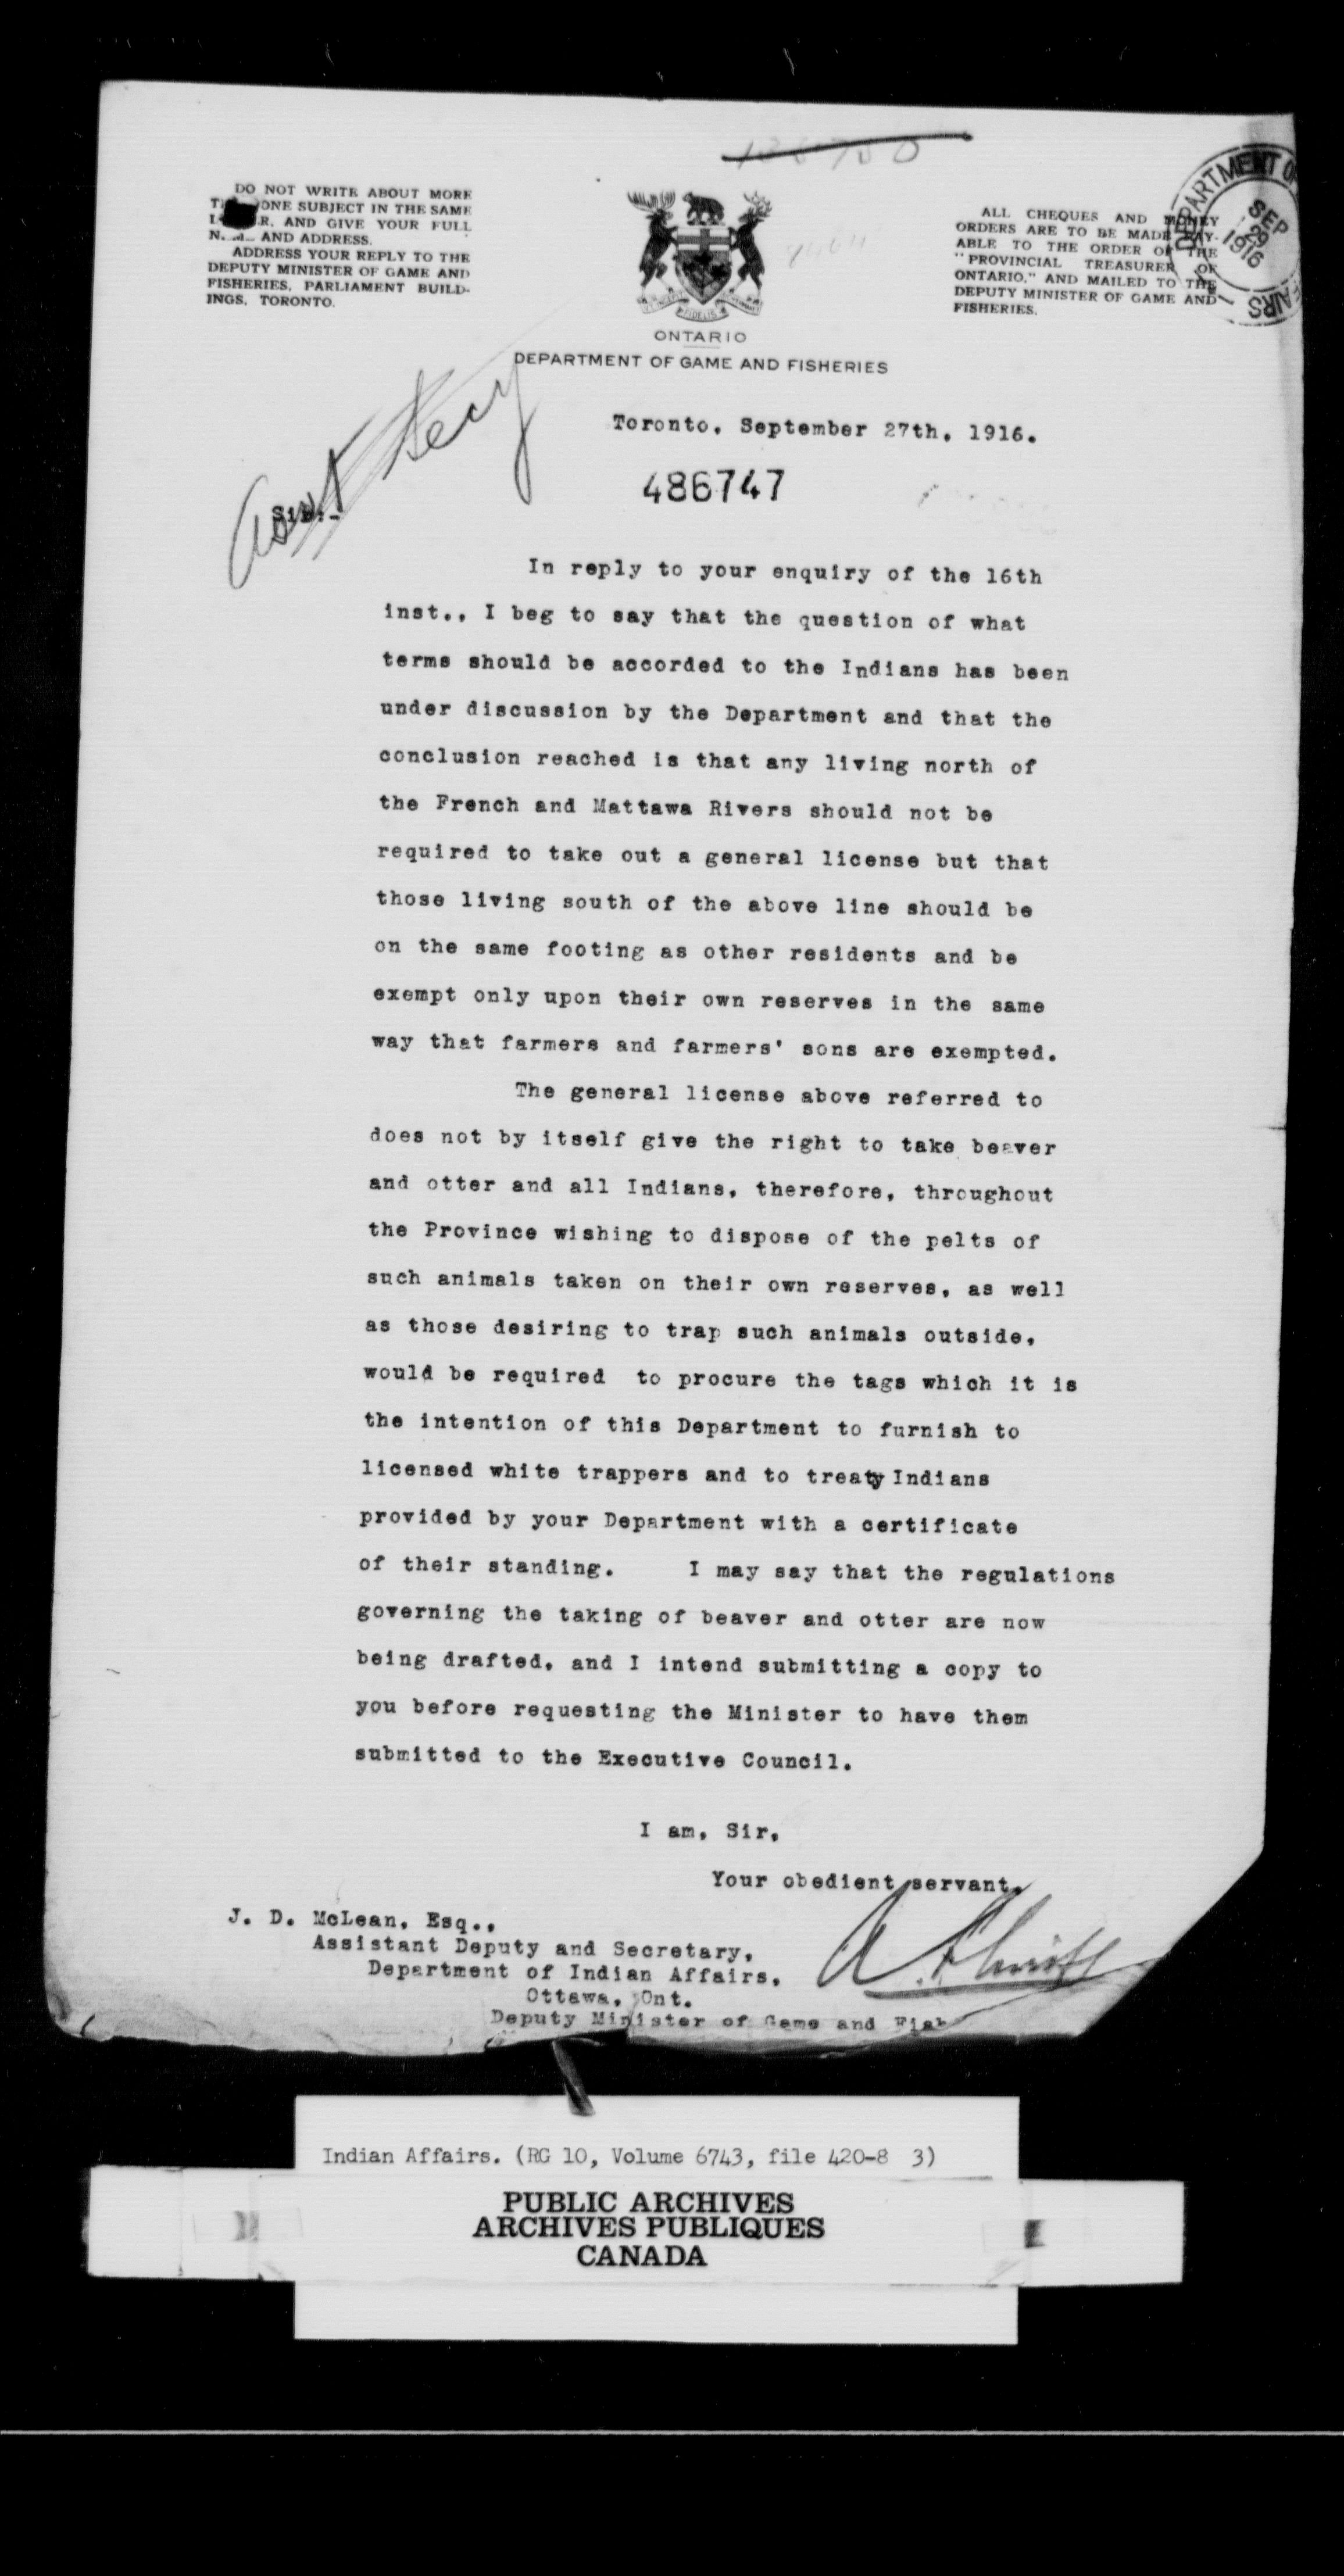 DO NOT WRITE ABOUT MORE
ONE SUBJECT IN THE SAME
AND GIVE YOUR FULL
AND ADDRESS.
ADDRESS YOUR REPLY TO THE
DEPUTY MINISTER OF GAME AND
FISHERIES, PARLIAMENT BUILD-
INGS, TORONTO.
ALL CHEQUES AND MONEY
ORDERS ARE TO BE MADE PAY-
ABLE TO THE ORDER OF THE
"PROVINCIAL TREASURER OF
ONTARIO," AND MAILED TO THE
DEPUTY MINISTER OF GAME AND
FISHERIES.
DEPARTMENT OF
SEP
29
1916
ONTARIO
DEPARTMENT OF GAME AND FISHERIES
Asst Secy
Toronto, September 27th, 1916.
486747
Sir:-
In reply to your enquiry of the 16th
inst., I beg to say that the question of what
terms should be accorded to the Indians has been
under discussion by the Department and that the
conclusion reached is that any living north of
the French and Mattawa Rivers should not be
required to take out a general license but that
those living south of the above line should be
on the same footing as other residents and be
exempt only upon their own reserves in the same
way that farmers and farmers' sons are exempted.
The general license above referred to
does not by itself give the right to take beaver
and otter and all Indians, therefore, throughout
the Province wishing to dispose of the pelts of
such animals taken on their own reserves, as well
as those desiring to trap such animals outside,
would be required to procure the tags which it is
the intention of this Department to furnish to
licensed white trappers and to treaty Indians
provided by your Department with a certificate
of their standing. I may say that the regulations
governing the taking of beaver and otter are now
being drafted, and I intend submitting a copy to
you before requesting the Minister to have them
submitted to the Executive Council.
I am, Sir,
Your obedient servant,
J. D. McLean, Esq.,
Assistant Deputy and Secretary,
Department of Indian Affairs,
Ottawa, Ont.
Deputy Minister of Game and
Indian Affairs. (RG 10, Volume 6743, file 420-8 3)
PUBLIC ARCHIVES
ARCHIVES PUBLIQUES
CANADA